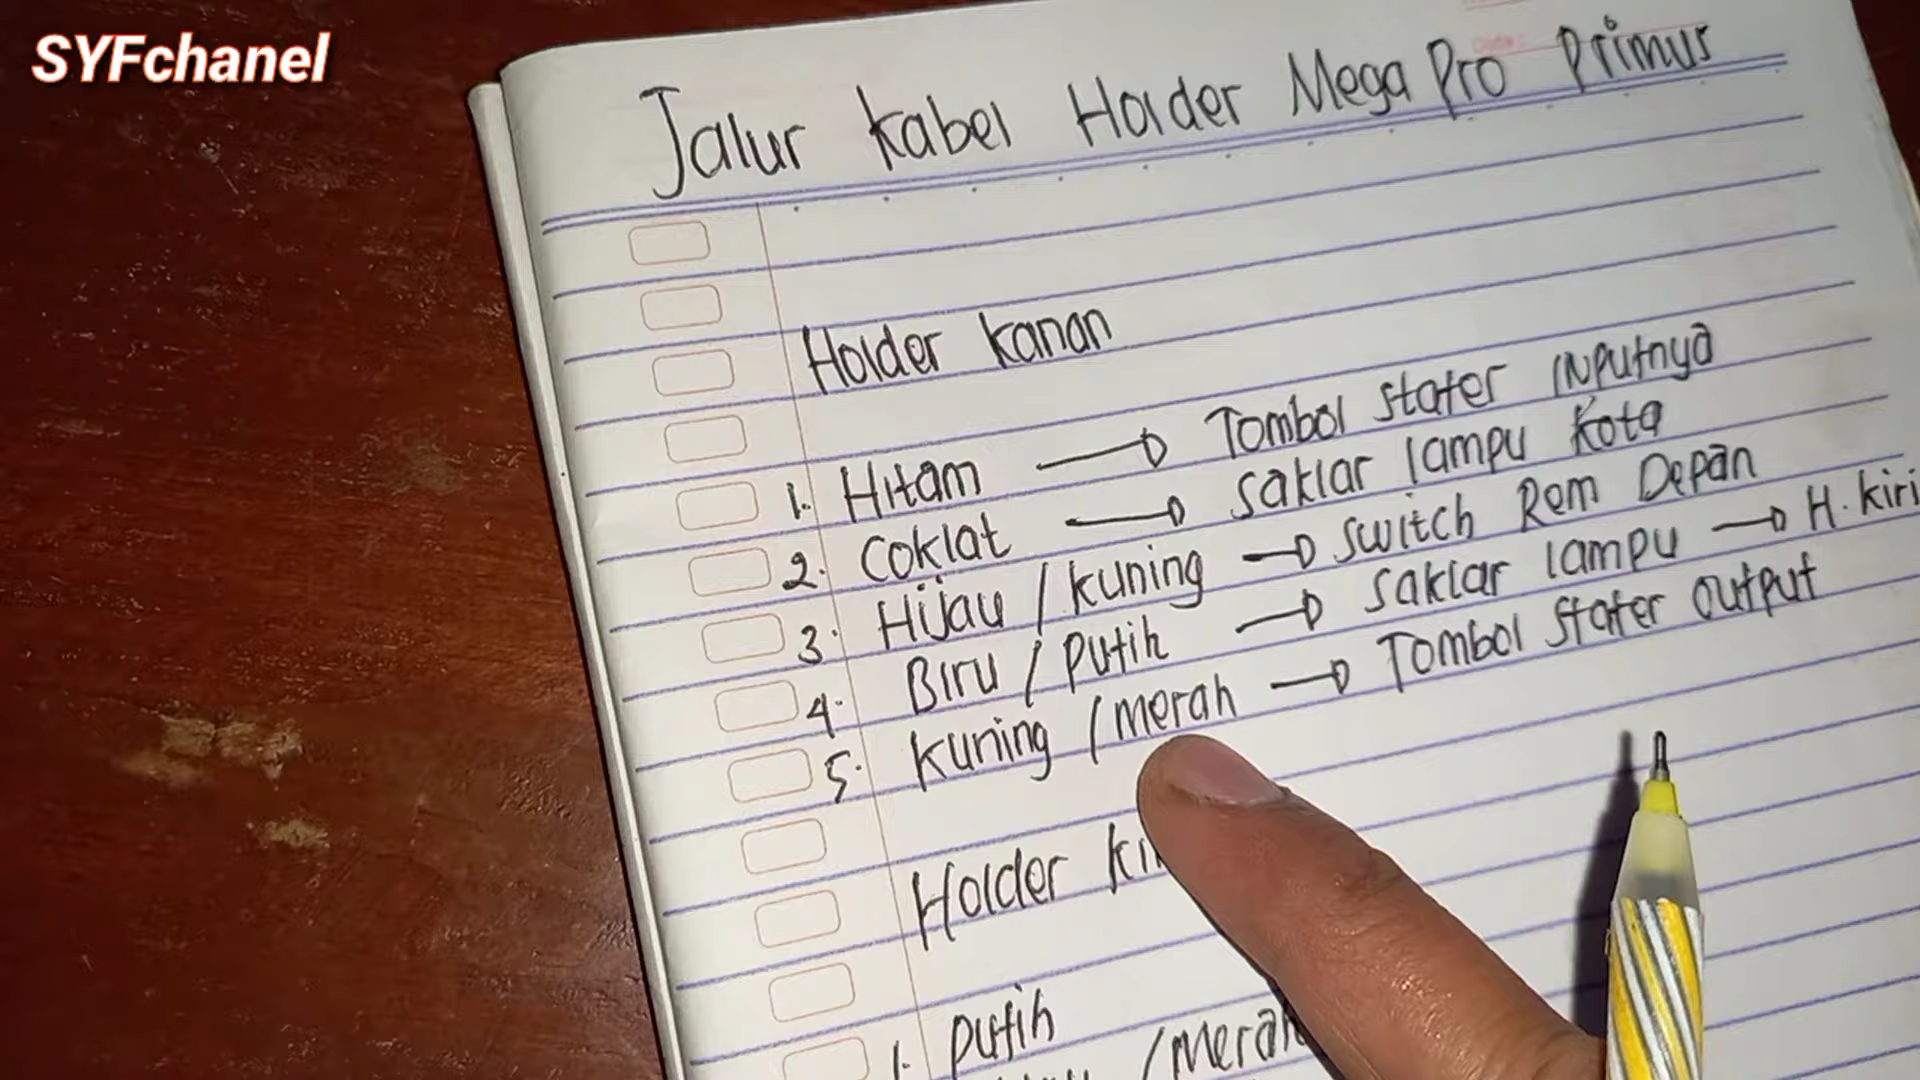 SYFchanel
Jalur Kabel Holder Mega Pro Primus
Holder Kanan
1. Hitam → Tombol stater inputnya
2. Coklat → saklar lampu kota
3. Hijau / kuning → switch Rem Depan
4. Biru / putih → saklar lampu → H. kiri
5. kuning / merah → Tombol stater output
Holder
1. putih
/ Merah